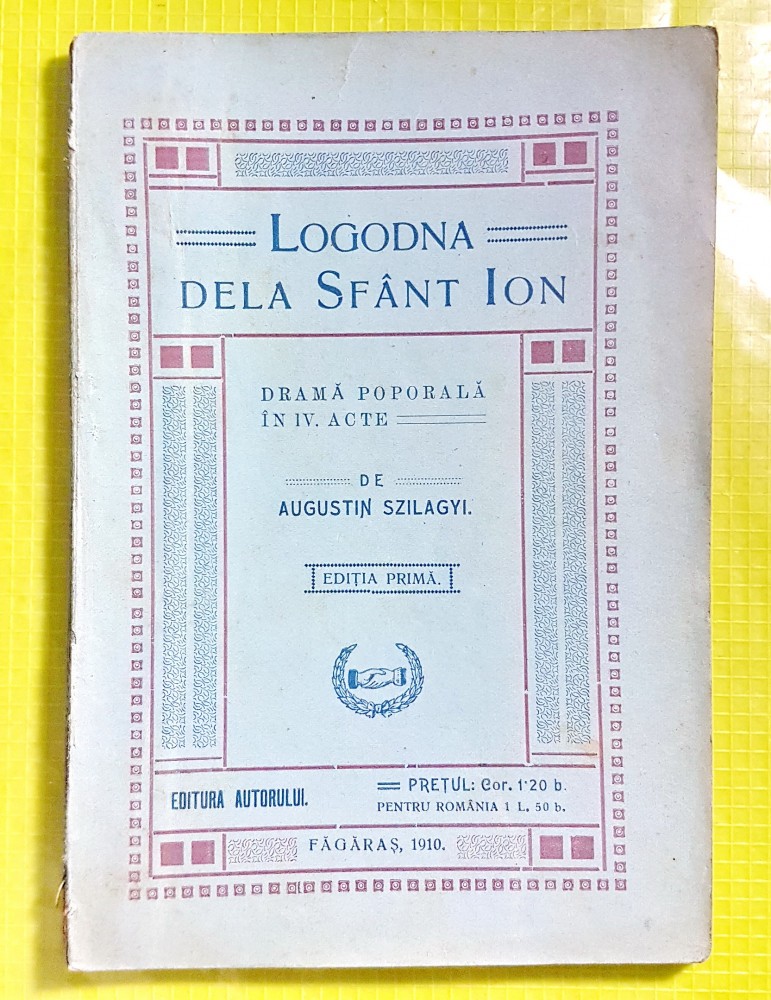 LOGODNA
DELA SFÂNT ION
DRAMĂ POPORALĂ
ÎN IV. ACTE
DE
AUGUSTIN SZILAGYI.
EDIȚIA PRIMĂ.
EDITURA AUTORULUI.
PREȚUL: Cor. 1·20 b.
PENTRU ROMÂNIA 1 L. 50 b.
FĂGĂRAȘ, 1910.